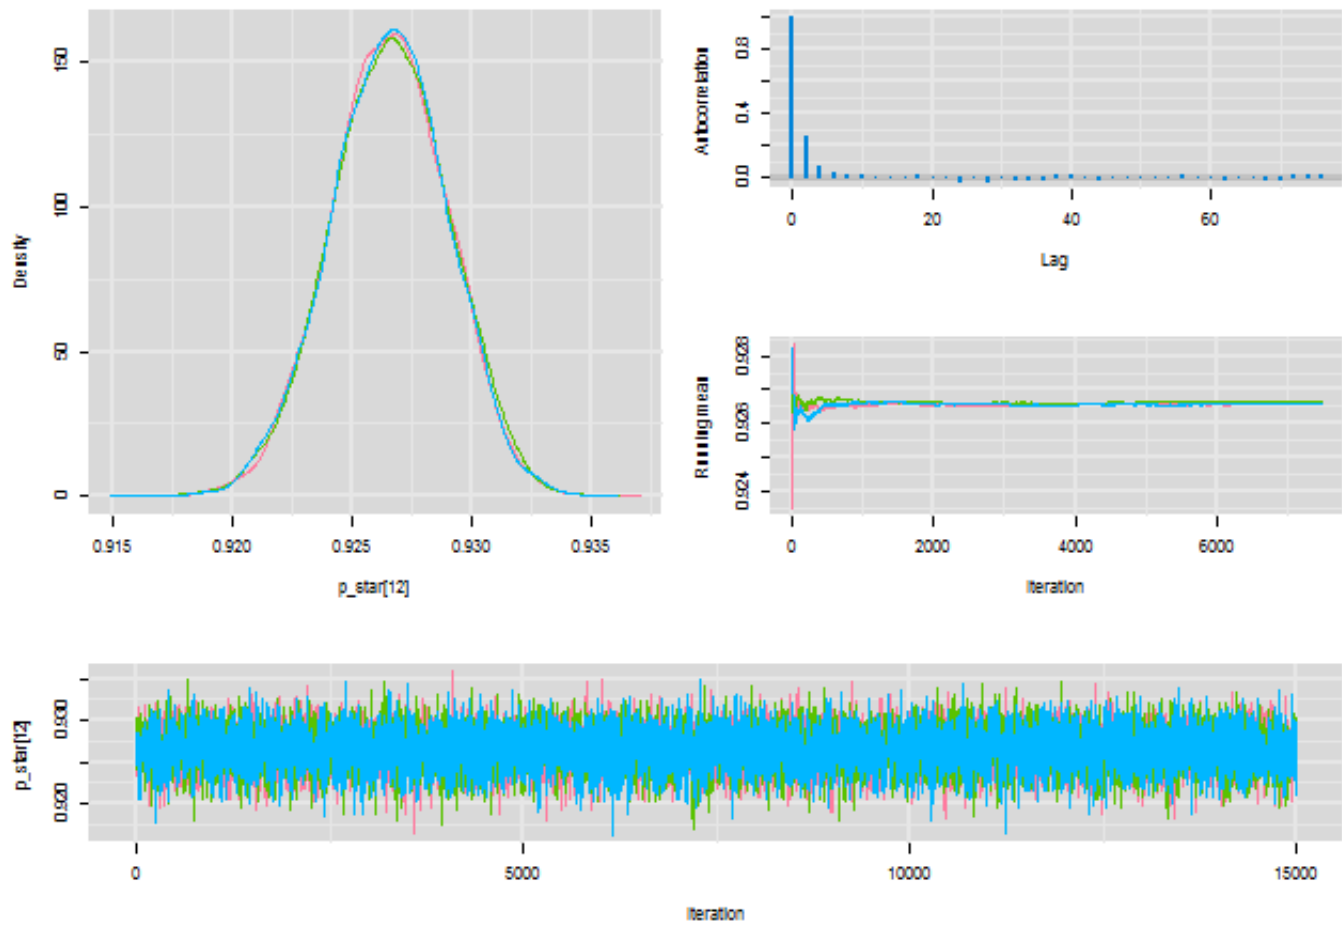 Density
150
100
50
0
0.915 0.920 0.925 0.930 0.935
p_star[12]
Autocorrelation
0.8
0.4
0.0
0 20 40 60
Lag
Running mean
0.928
0.926
0.924
0 2000 4000 6000
Iteration
p_star[12]
0.930
0.920
0 5000 10000 15000
Iteration